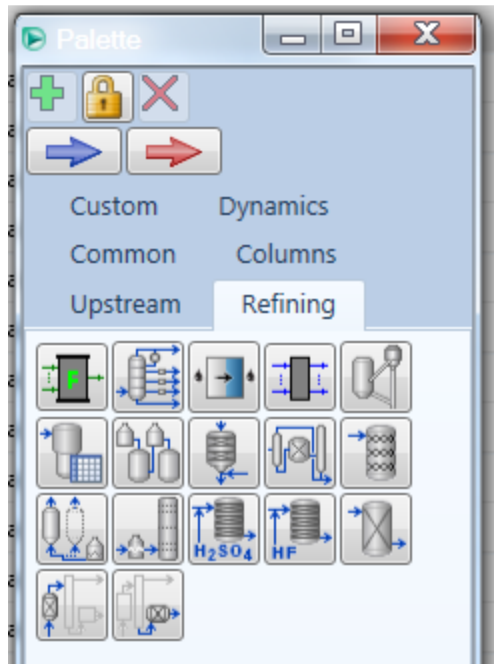 Palette
Custom Dynamics
Common Columns
Upstream Refining
F
H2SO4 HF